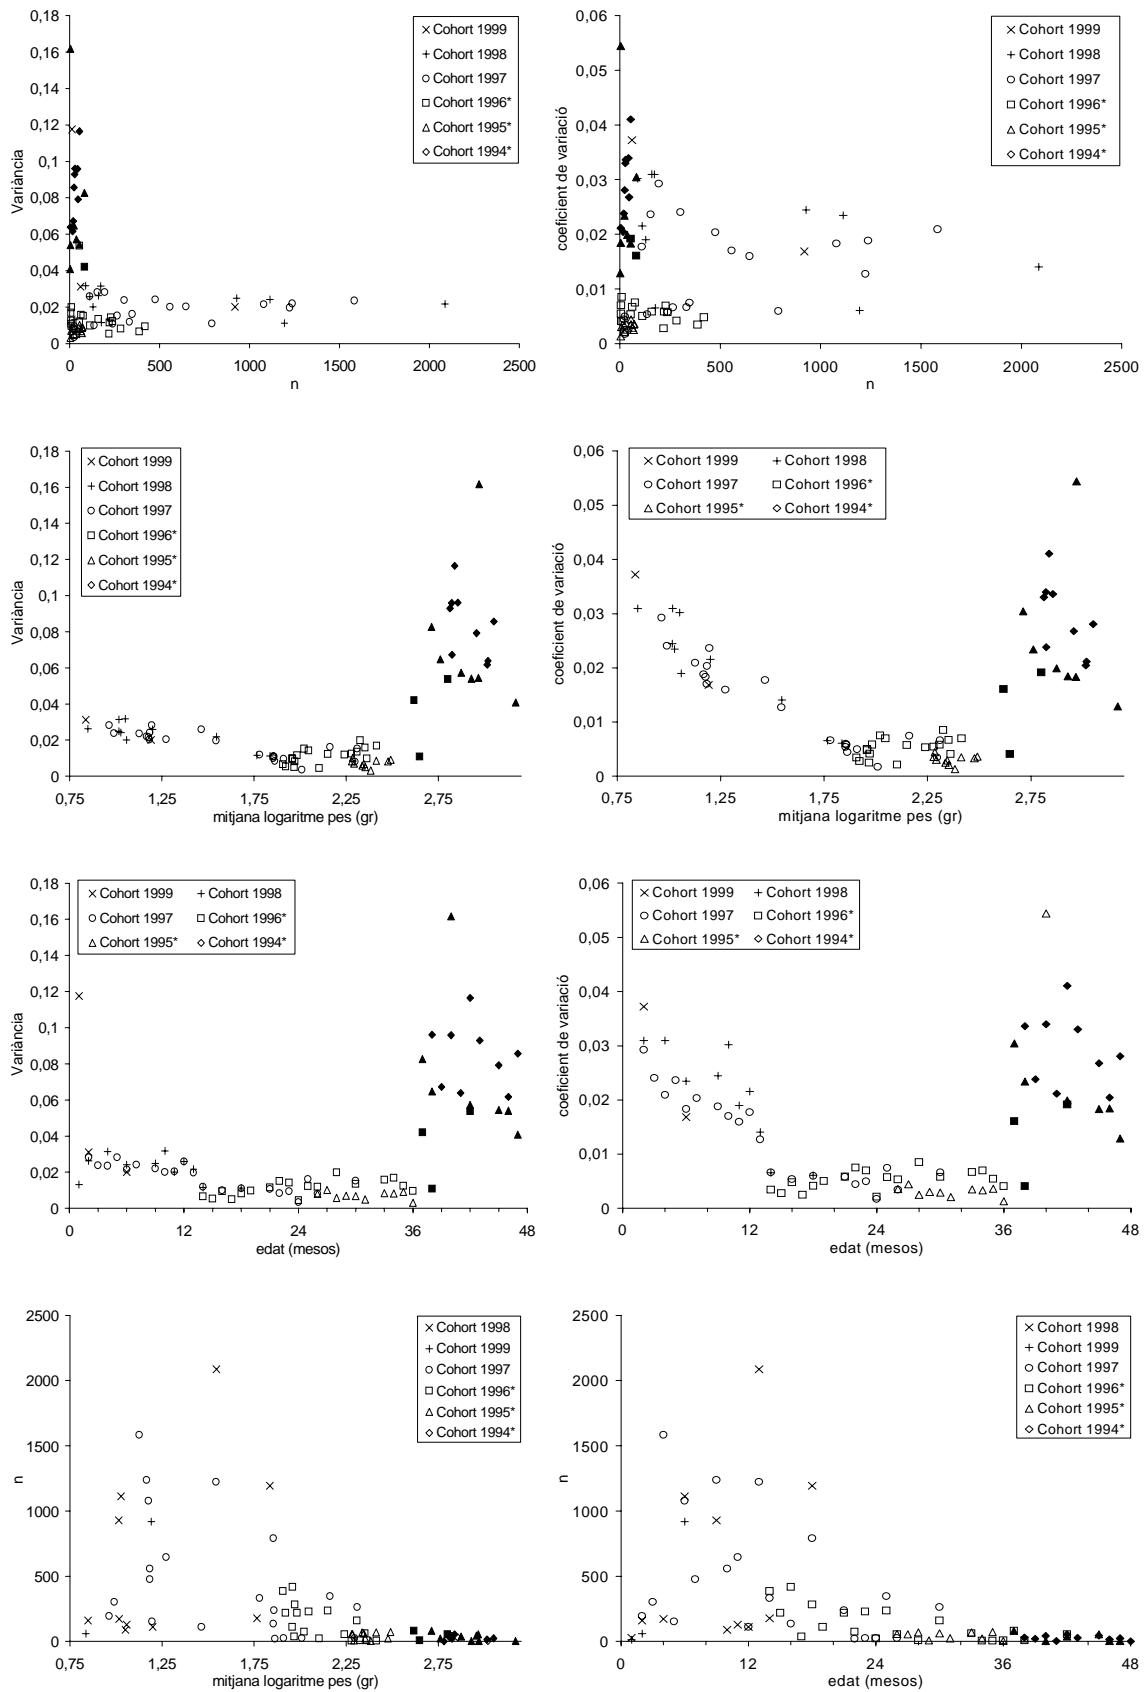 0,18
0,16
0,14
0,12
0,1
0,08
0,06
0,04
0,02
0
Variància
0 500 1000 1500 2000 2500
n
Cohort 1999
Cohort 1998
Cohort 1997
Cohort 1996*
Cohort 1995*
Cohort 1994*
0,06
0,05
0,04
0,03
0,02
0,01
0
coeficient de variació
0 500 1000 1500 2000 2500
n
Cohort 1999
Cohort 1998
Cohort 1997
Cohort 1996*
Cohort 1995*
Cohort 1994*
0,18
0,16
0,14
0,12
0,1
0,08
0,06
0,04
0,02
0
Variància
0,75 1,25 1,75 2,25 2,75
mitjana logaritme pes (gr)
Cohort 1999
Cohort 1998
Cohort 1997
Cohort 1996*
Cohort 1995*
Cohort 1994*
0,06
0,05
0,04
0,03
0,02
0,01
0
coeficient de variació
0,75 1,25 1,75 2,25 2,75
mitjana logaritme pes (gr)
Cohort 1999 Cohort 1998
Cohort 1997 Cohort 1996*
Cohort 1995* Cohort 1994*
0,18
0,16
0,14
0,12
0,1
0,08
0,06
0,04
0,02
0
Variància
0 12 24 36 48
edat (mesos)
Cohort 1999 Cohort 1998
Cohort 1997 Cohort 1996*
Cohort 1995* Cohort 1994*
0,06
0,05
0,04
0,03
0,02
0,01
0
coeficient de variació
0 12 24 36 48
edat (mesos)
Cohort 1999 Cohort 1998
Cohort 1997 Cohort 1996*
Cohort 1995* Cohort 1994*
2500
2000
1500
1000
500
0
n
0,75 1,25 1,75 2,25 2,75
mitjana logaritme pes (gr)
Cohort 1998
Cohort 1999
Cohort 1997
Cohort 1996*
Cohort 1995*
Cohort 1994*
2500
2000
1500
1000
500
0
n
0 12 24 36 48
edat (mesos)
Cohort 1998
Cohort 1999
Cohort 1997
Cohort 1996*
Cohort 1995*
Cohort 1994*